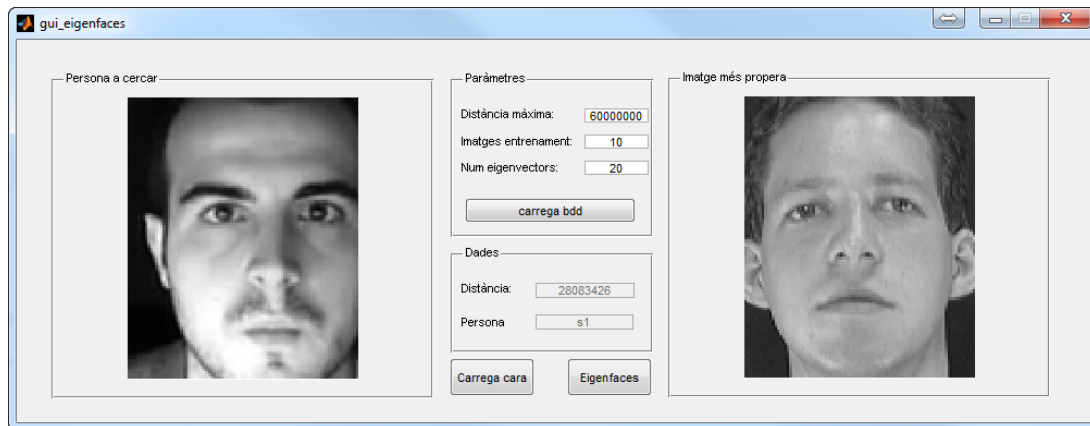 gui_eigenfaces
Persona a cercar
Paràmetres
Distància màxima: 60000000
Imatges entrenament: 10
Num eigenvectors: 20
carrega bdd
Dades
Distància: 28083426
Persona s1
Carrega cara
Eigenfaces
Imatge més propera